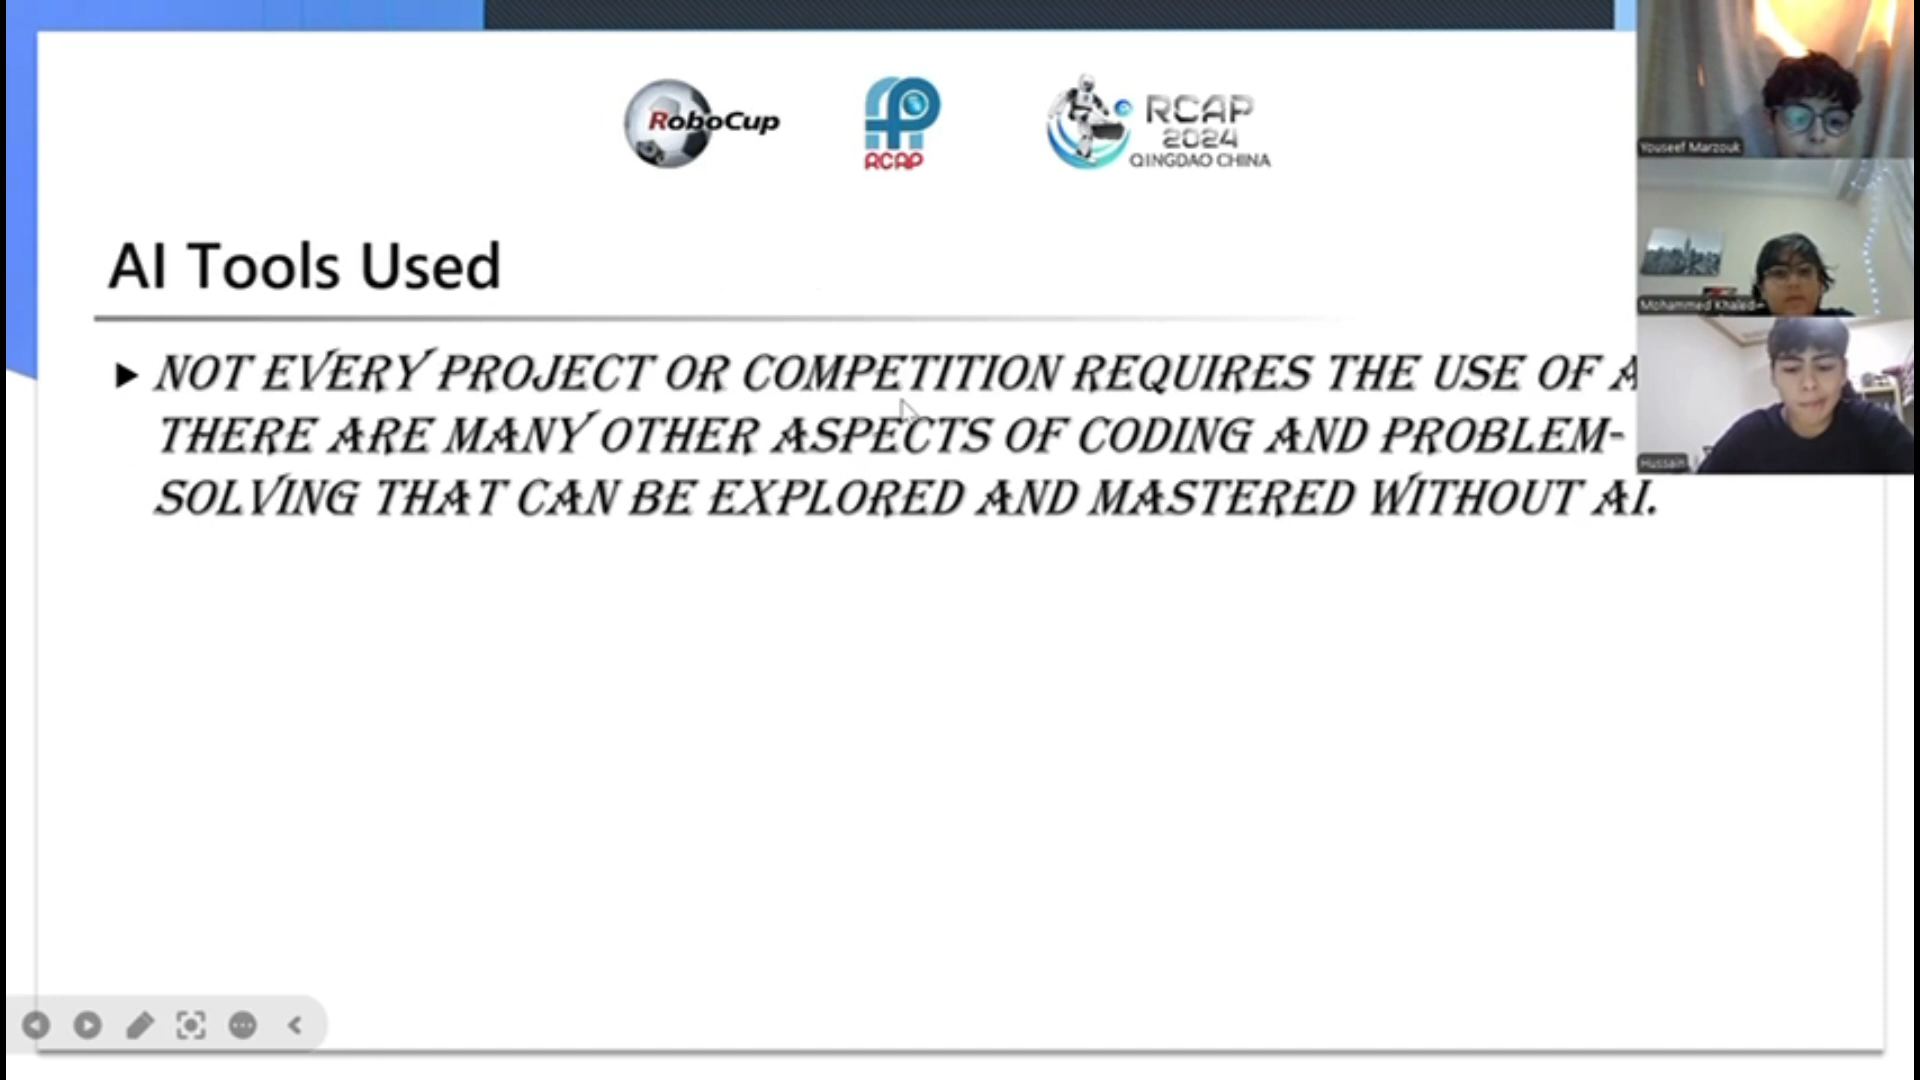 RoboCup
RCAP
RCAP
2024
QINGDAO CHINA
AI Tools Used
NOT EVERY PROJECT OR COMPETITION REQUIRES THE USE OF
THERE ARE MANY OTHER ASPECTS OF CODING AND PROBLEM-
SOLVING THAT CAN BE EXPLORED AND MASTERED WITHOUT AI.
Youseef Marzouk
Mohammed Khaled
Hussain